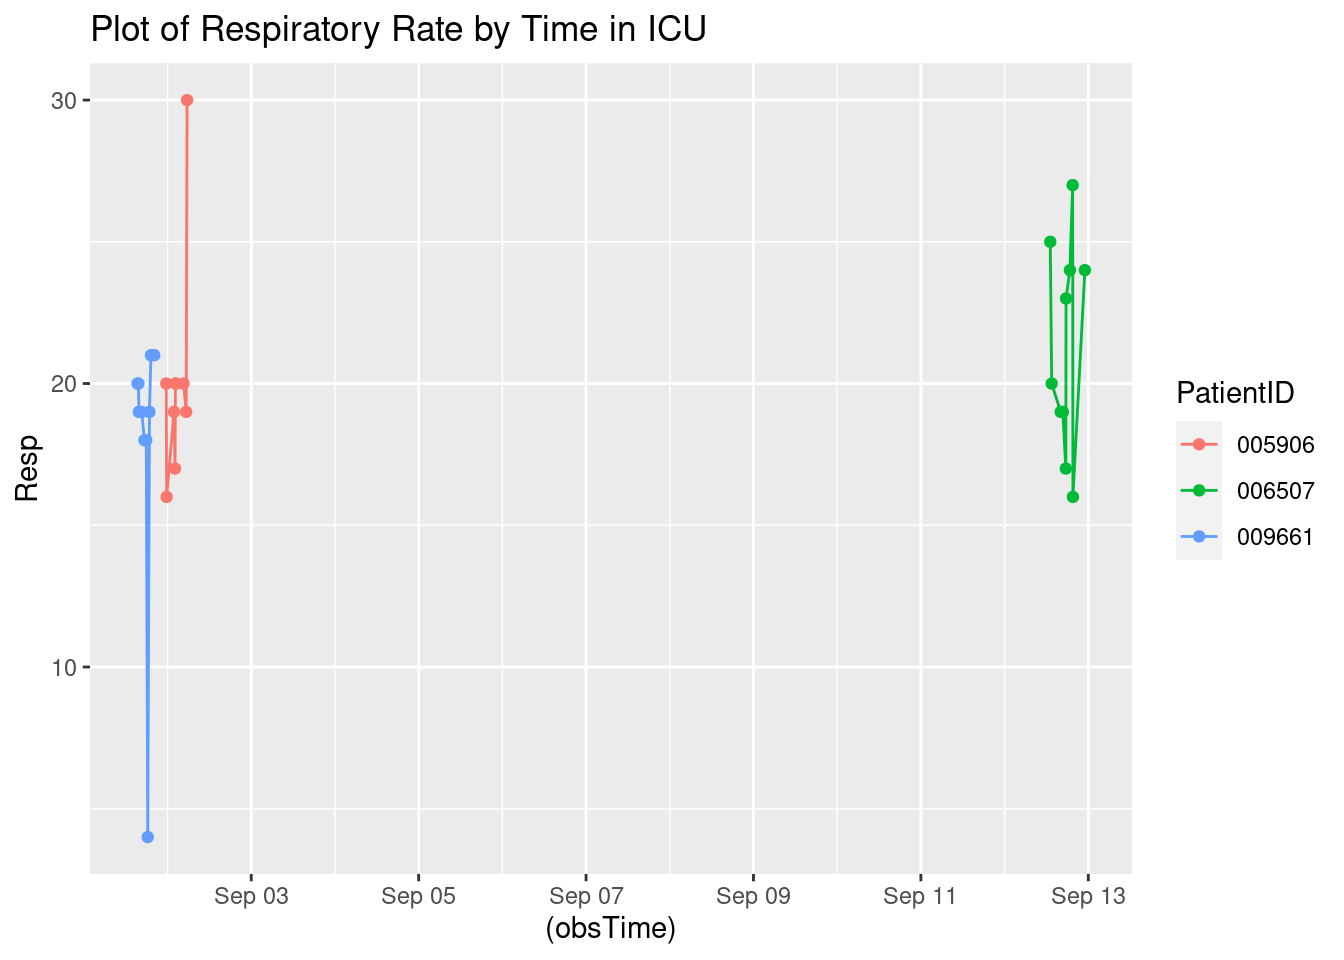 Plot of Respiratory Rate by Time in ICU
30
20
10
Resp
Sep 03
Sep 05
Sep 07
Sep 09
Sep 11
Sep 13
(obsTime)
PatientID
005906
006507
009661